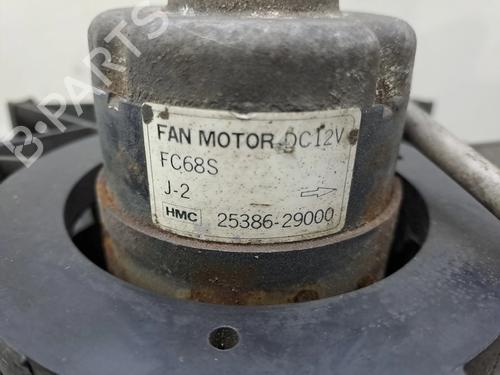 FAN MOTOR DC12V
FC68S
J-2
HMC 25386-29000
B-Parts